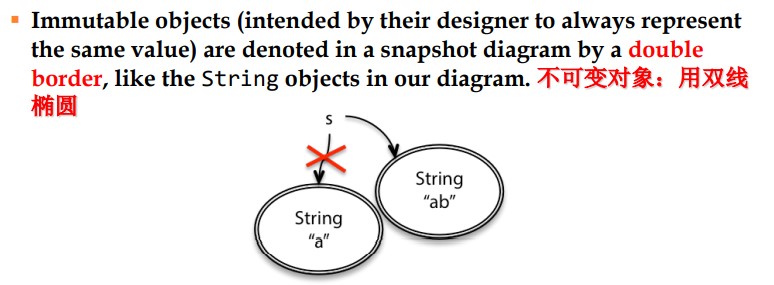 ▪ Immutable objects (intended by their designer to always represent
the same value) are denoted in a snapshot diagram by a double
border, like the String objects in our diagram. 不可变对象：用双线
椭圆
s
String
"ab"
String
"a"